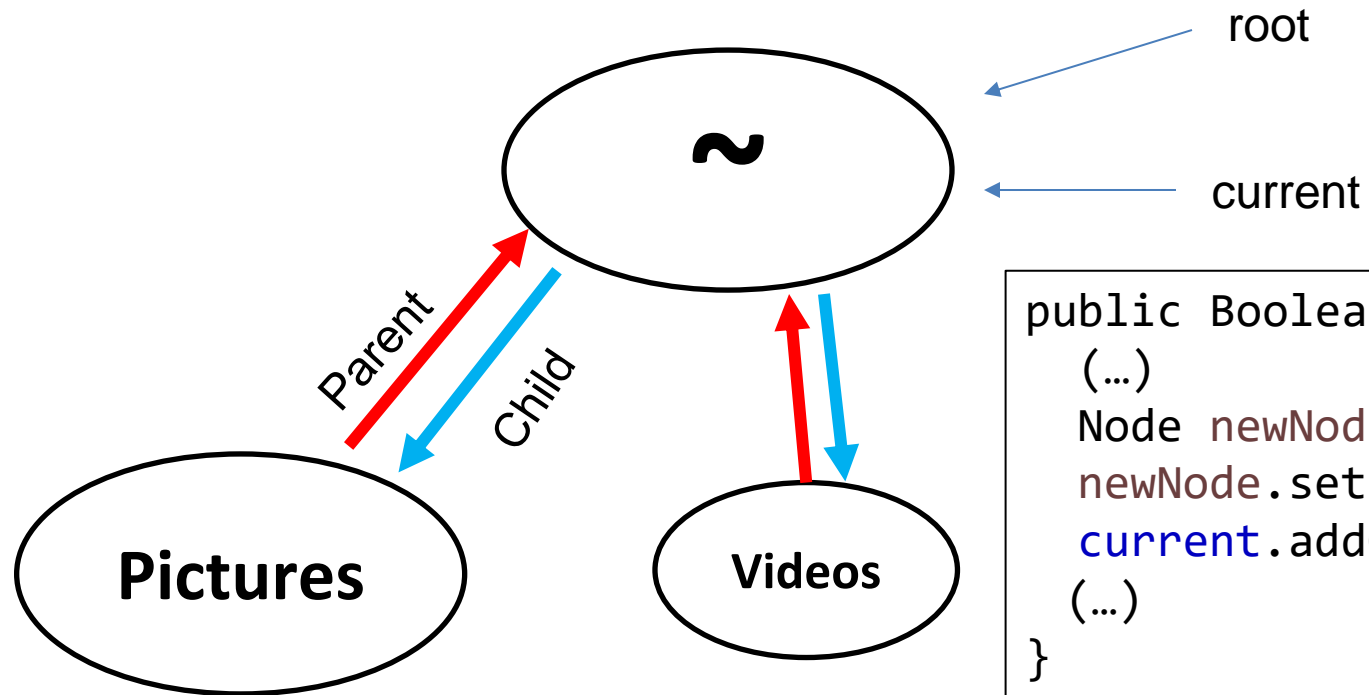 root
~
current
Parent
Child
Pictures
Videos
public Boolea
(…)
Node newNod
newNode.set
current.add
(…)
}